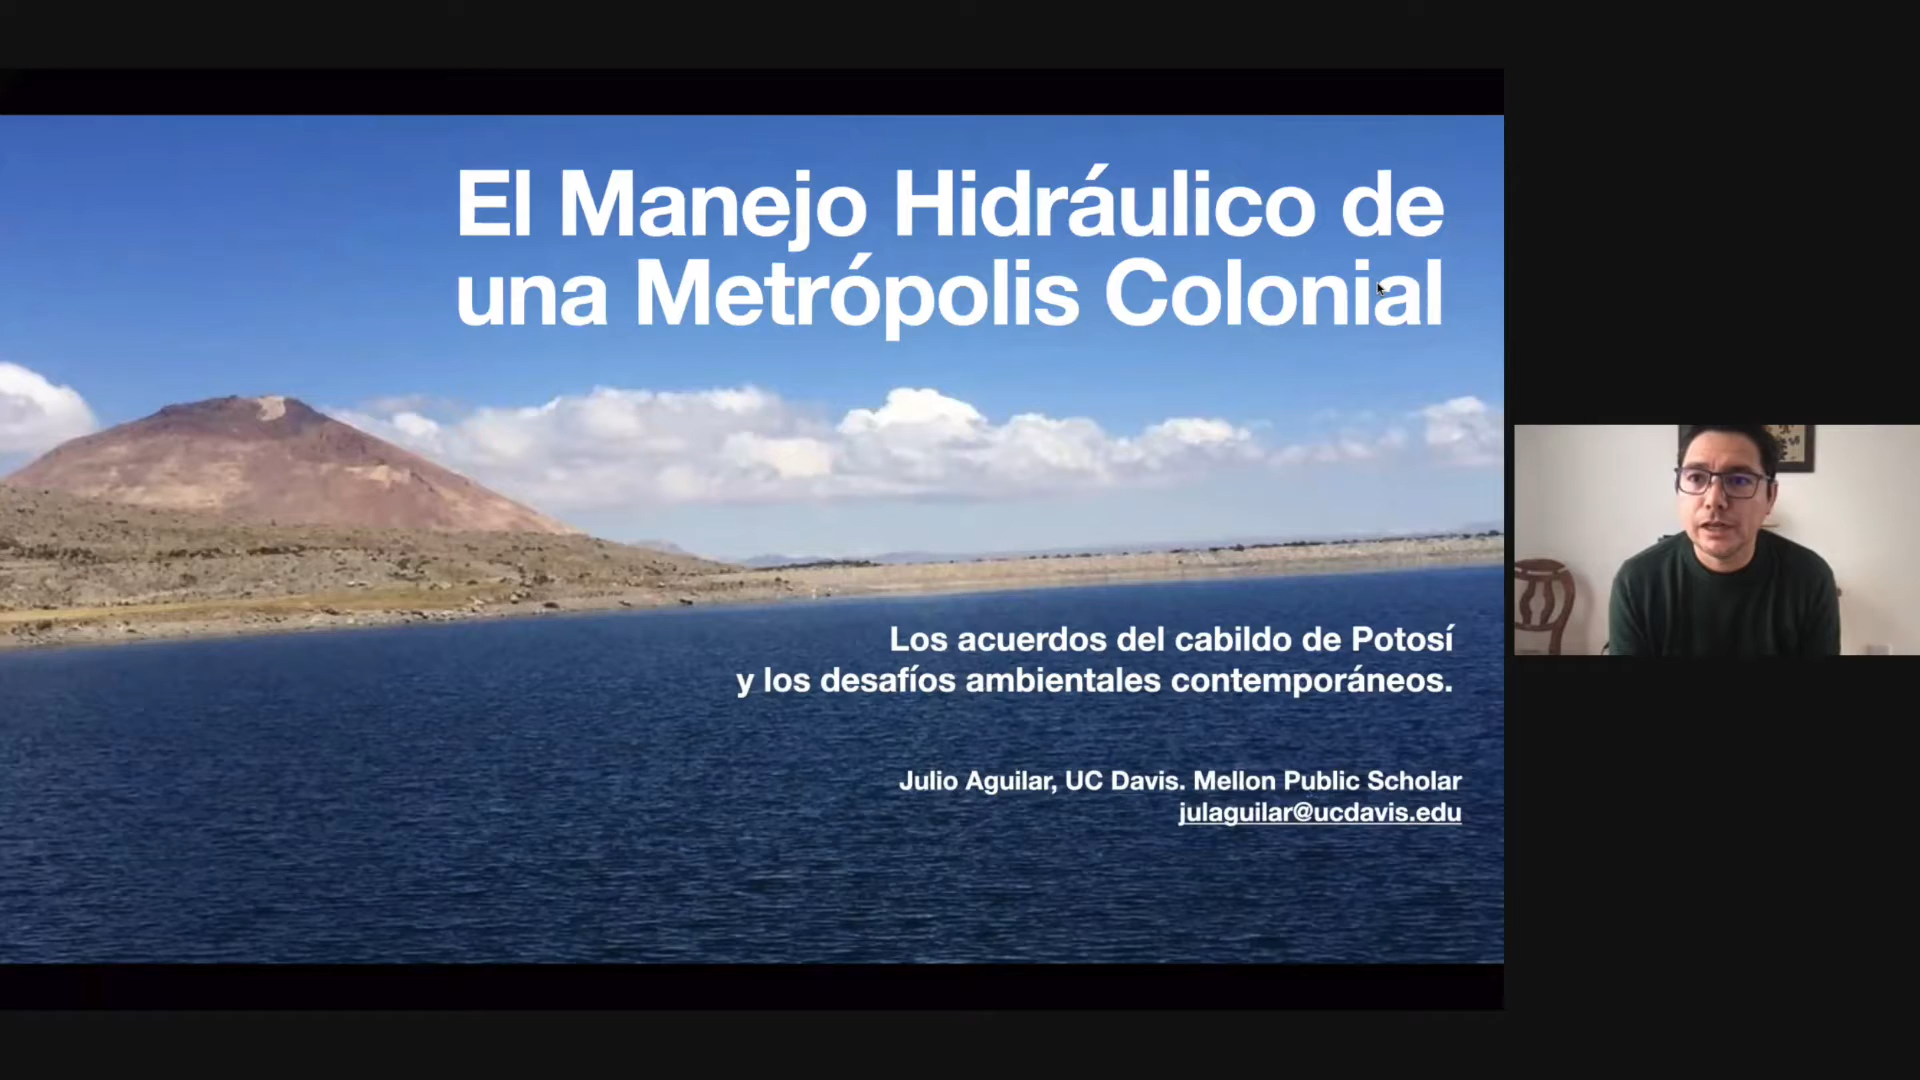 El Manejo Hidráulico de
una Metrópolis Colonial
Los acuerdos del cabildo de Potosí
y los desafíos ambientales contemporáneos.
Julio Aguilar, UC Davis. Mellon Public Scholar
julaguilar@ucdavis.edu